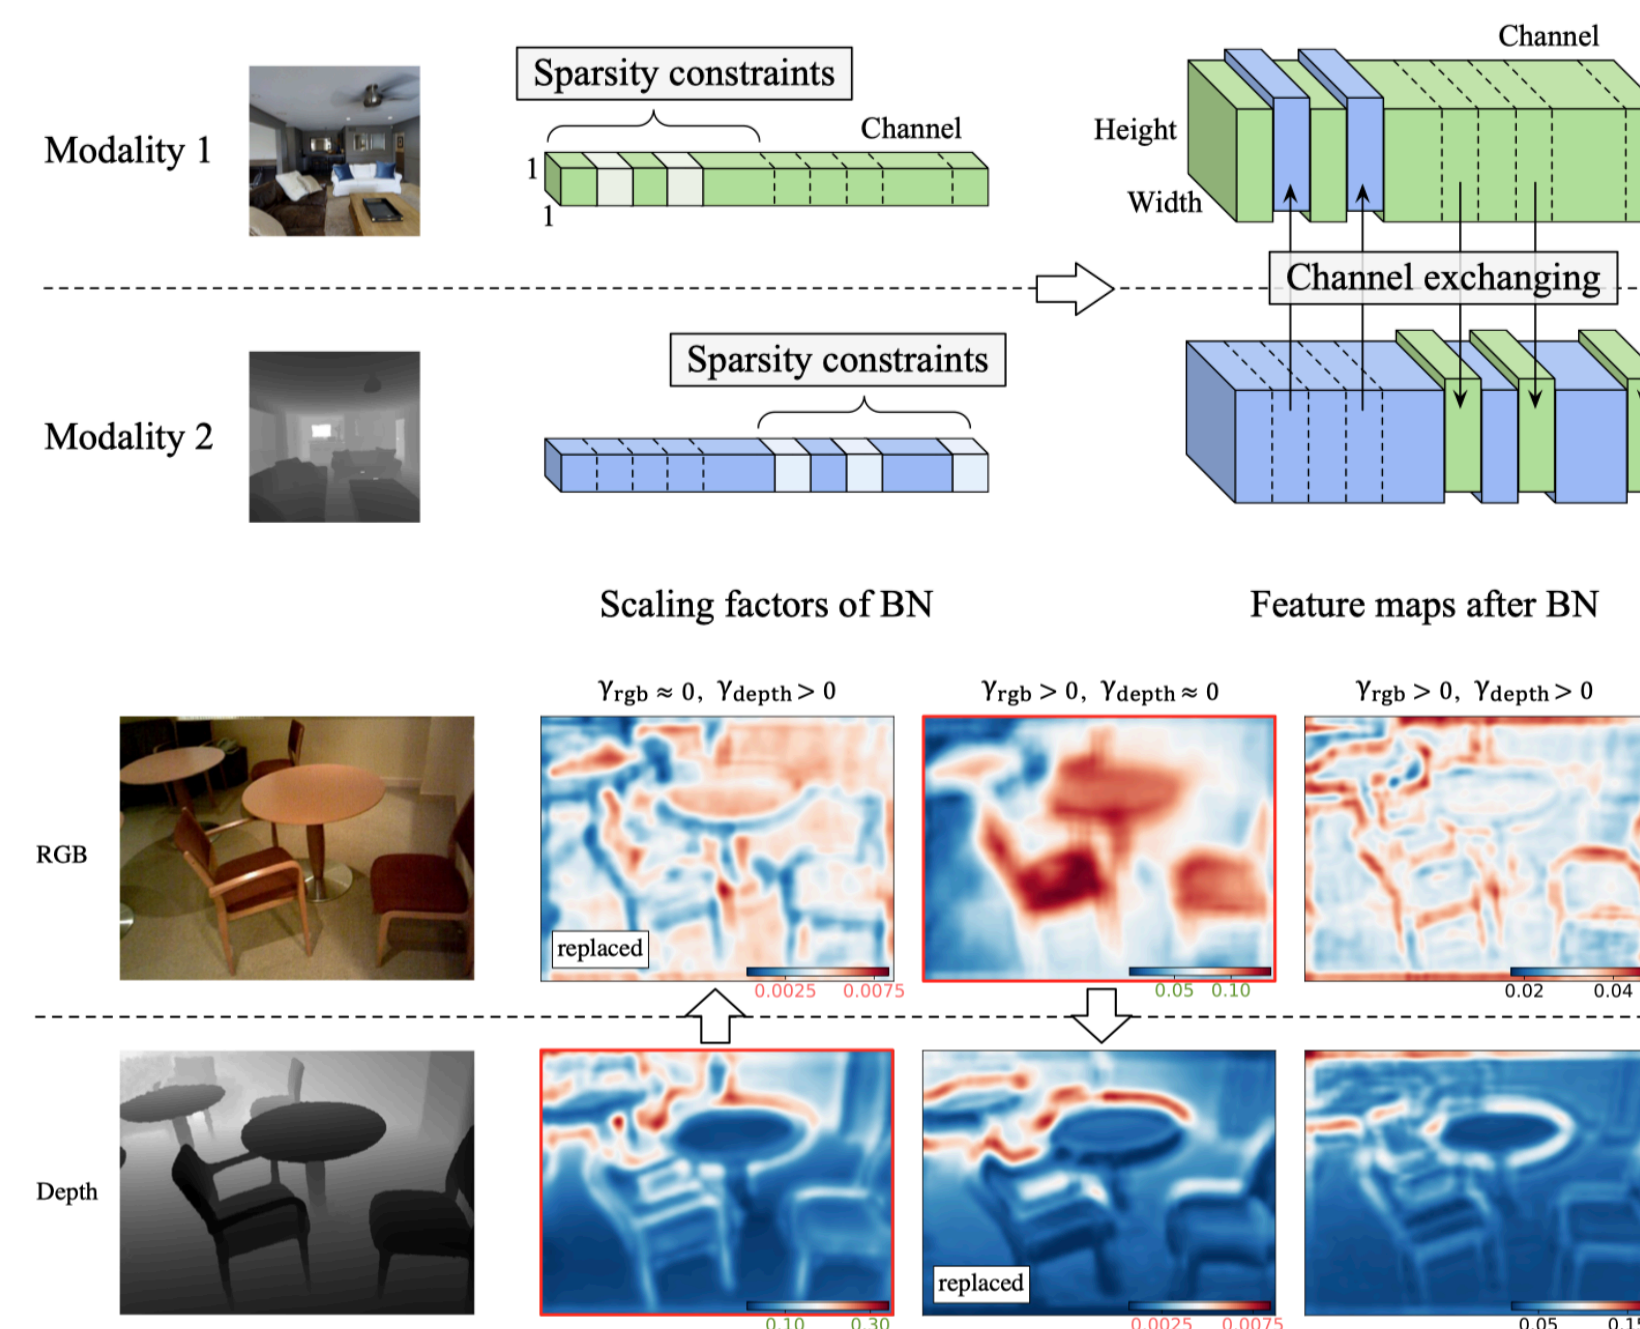 Sparsity constraints
Channel
Modality 1
Channel
1
1
Height
Width
Channel exchanging
Sparsity constraints
Modality 2
Scaling factors of BN
Feature maps after BN
γrgb ≈ 0, γdepth > 0
γrgb > 0, γdepth ≈ 0
γrgb > 0, γdepth > 0
RGB
replaced
0.0025 0.0075
0.05 0.10
0.02 0.04
Depth
replaced
0.10 0.30
0.0025 0.0075
0.05